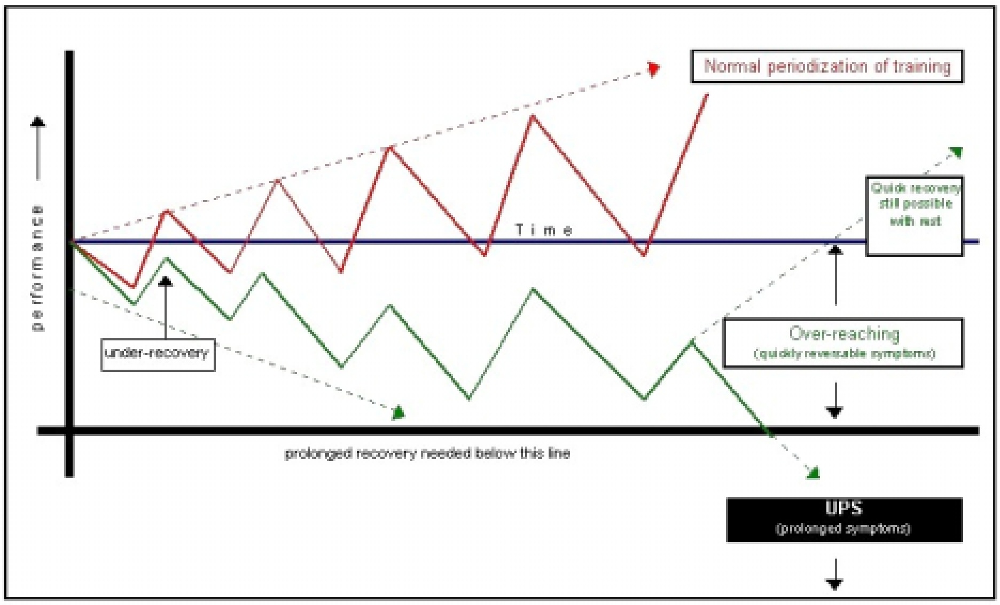 Normal periodization of training
performance
Time
Quick recovery
still possible
with rest
under-recovery
Over-reaching
(quickly reversable symptoms)
prolonged recovery needed below this line
UPS
(prolonged symptoms)